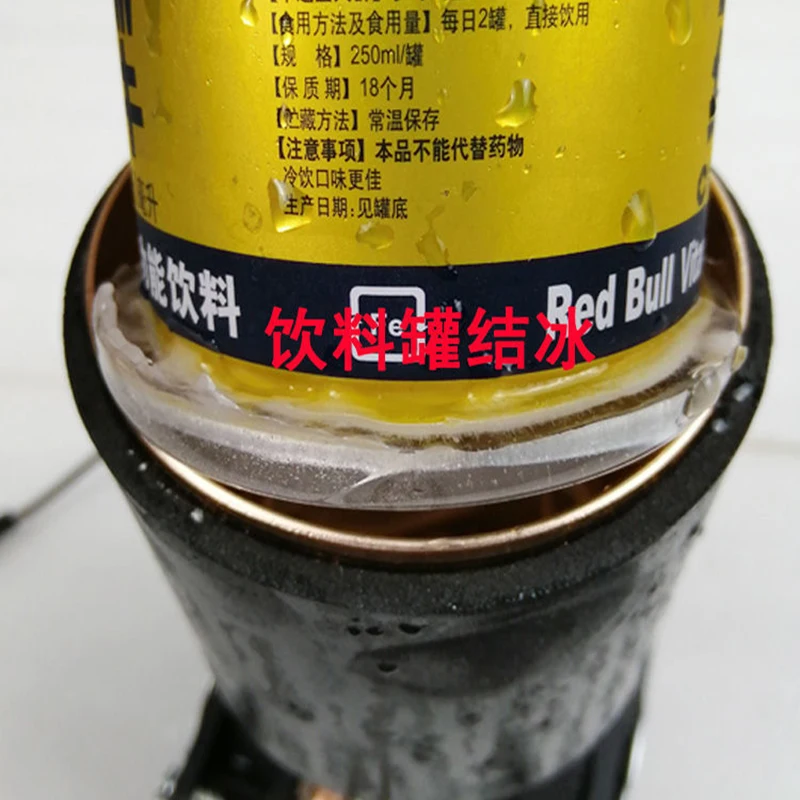 【食用方法及食用量】每日2罐，直接饮用
【规 格】250ml/罐
【保 质 期】18个月
【贮藏方法】常温保存
【注意事项】本品不能代替药物
冷饮口味更佳
生产日期：见罐底
毫升
功能饮料
Red Bull
饮料罐结冰